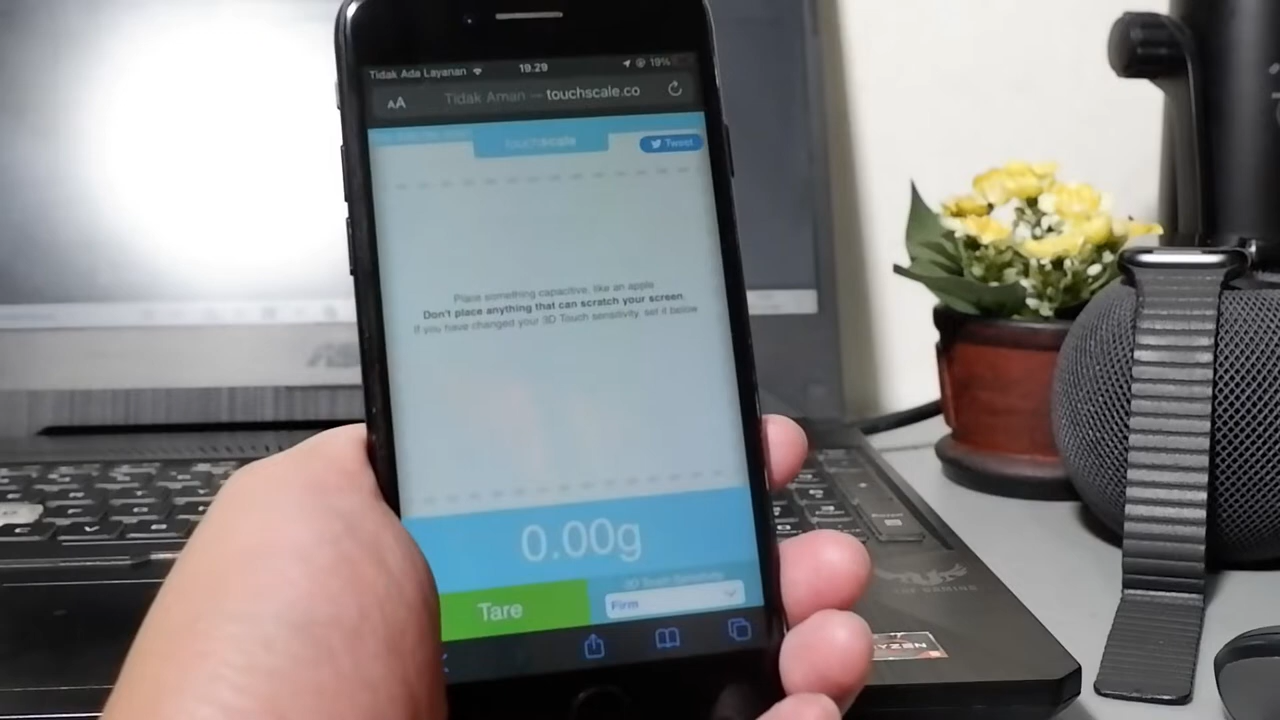 Tidak Ada Layanan 19.29 19%
AA Tidak Aman — touchscale.co
touchscale
Tweet
Place something capacitive, like an apple
Don't place anything that can scratch your screen.
If you have changed your 3D Touch sensitivity, set it below
0.00g
3D Touch Sensitivity
Tare
Firm
RYZEN